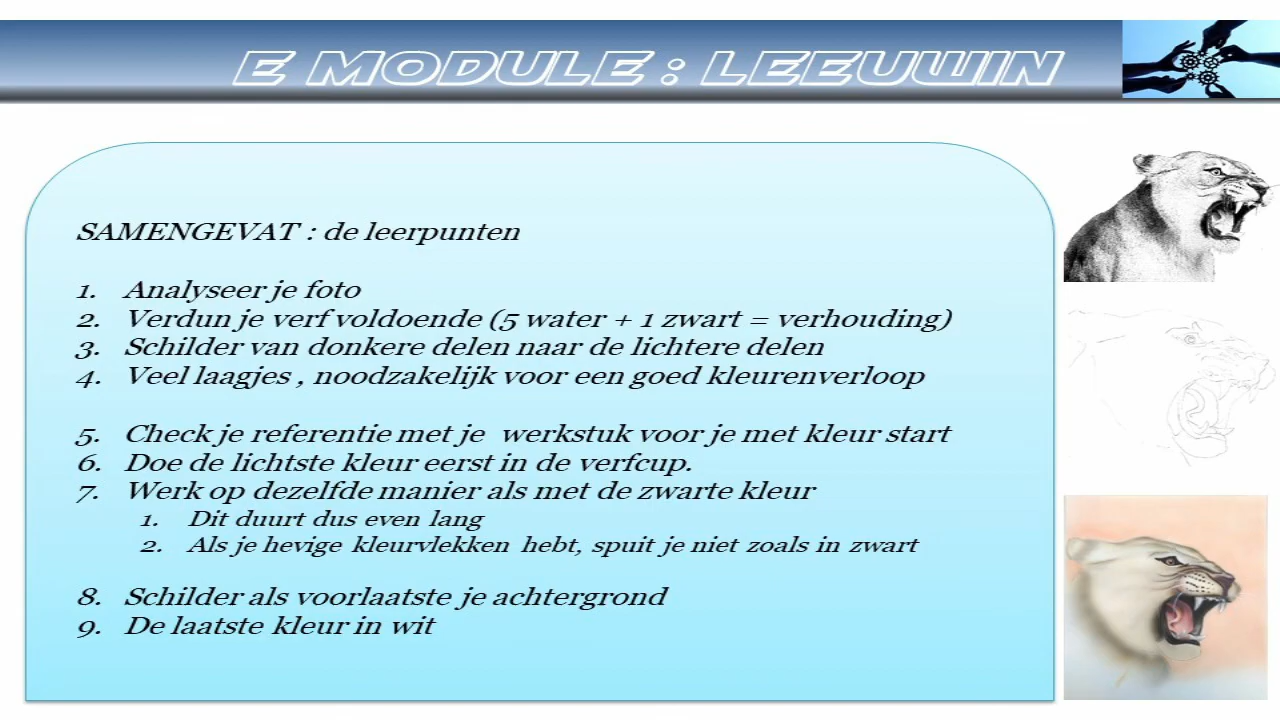 E MODULE : LEEUWIN
SAMENGEVAT : de leerpunten
1. Analyseer je foto
2. Verdun je verf voldoende (5 water + 1 zwart = verhouding)
3. Schilder van donkere delen naar de lichtere delen
4. Veel laagjes , noodzakelijk voor een goed kleurenverloop
5. Check je referentie met je werkstuk voor je met kleur start
6. Doe de lichtste kleur eerst in de verfcup.
7. Werk op dezelfde manier als met de zwarte kleur
1. Dit duurt dus even lang
2. Als je hevige kleurvlekken hebt, spuit je niet zoals in zwart
8. Schilder als voorlaatste je achtergrond
9. De laatste kleur in wit